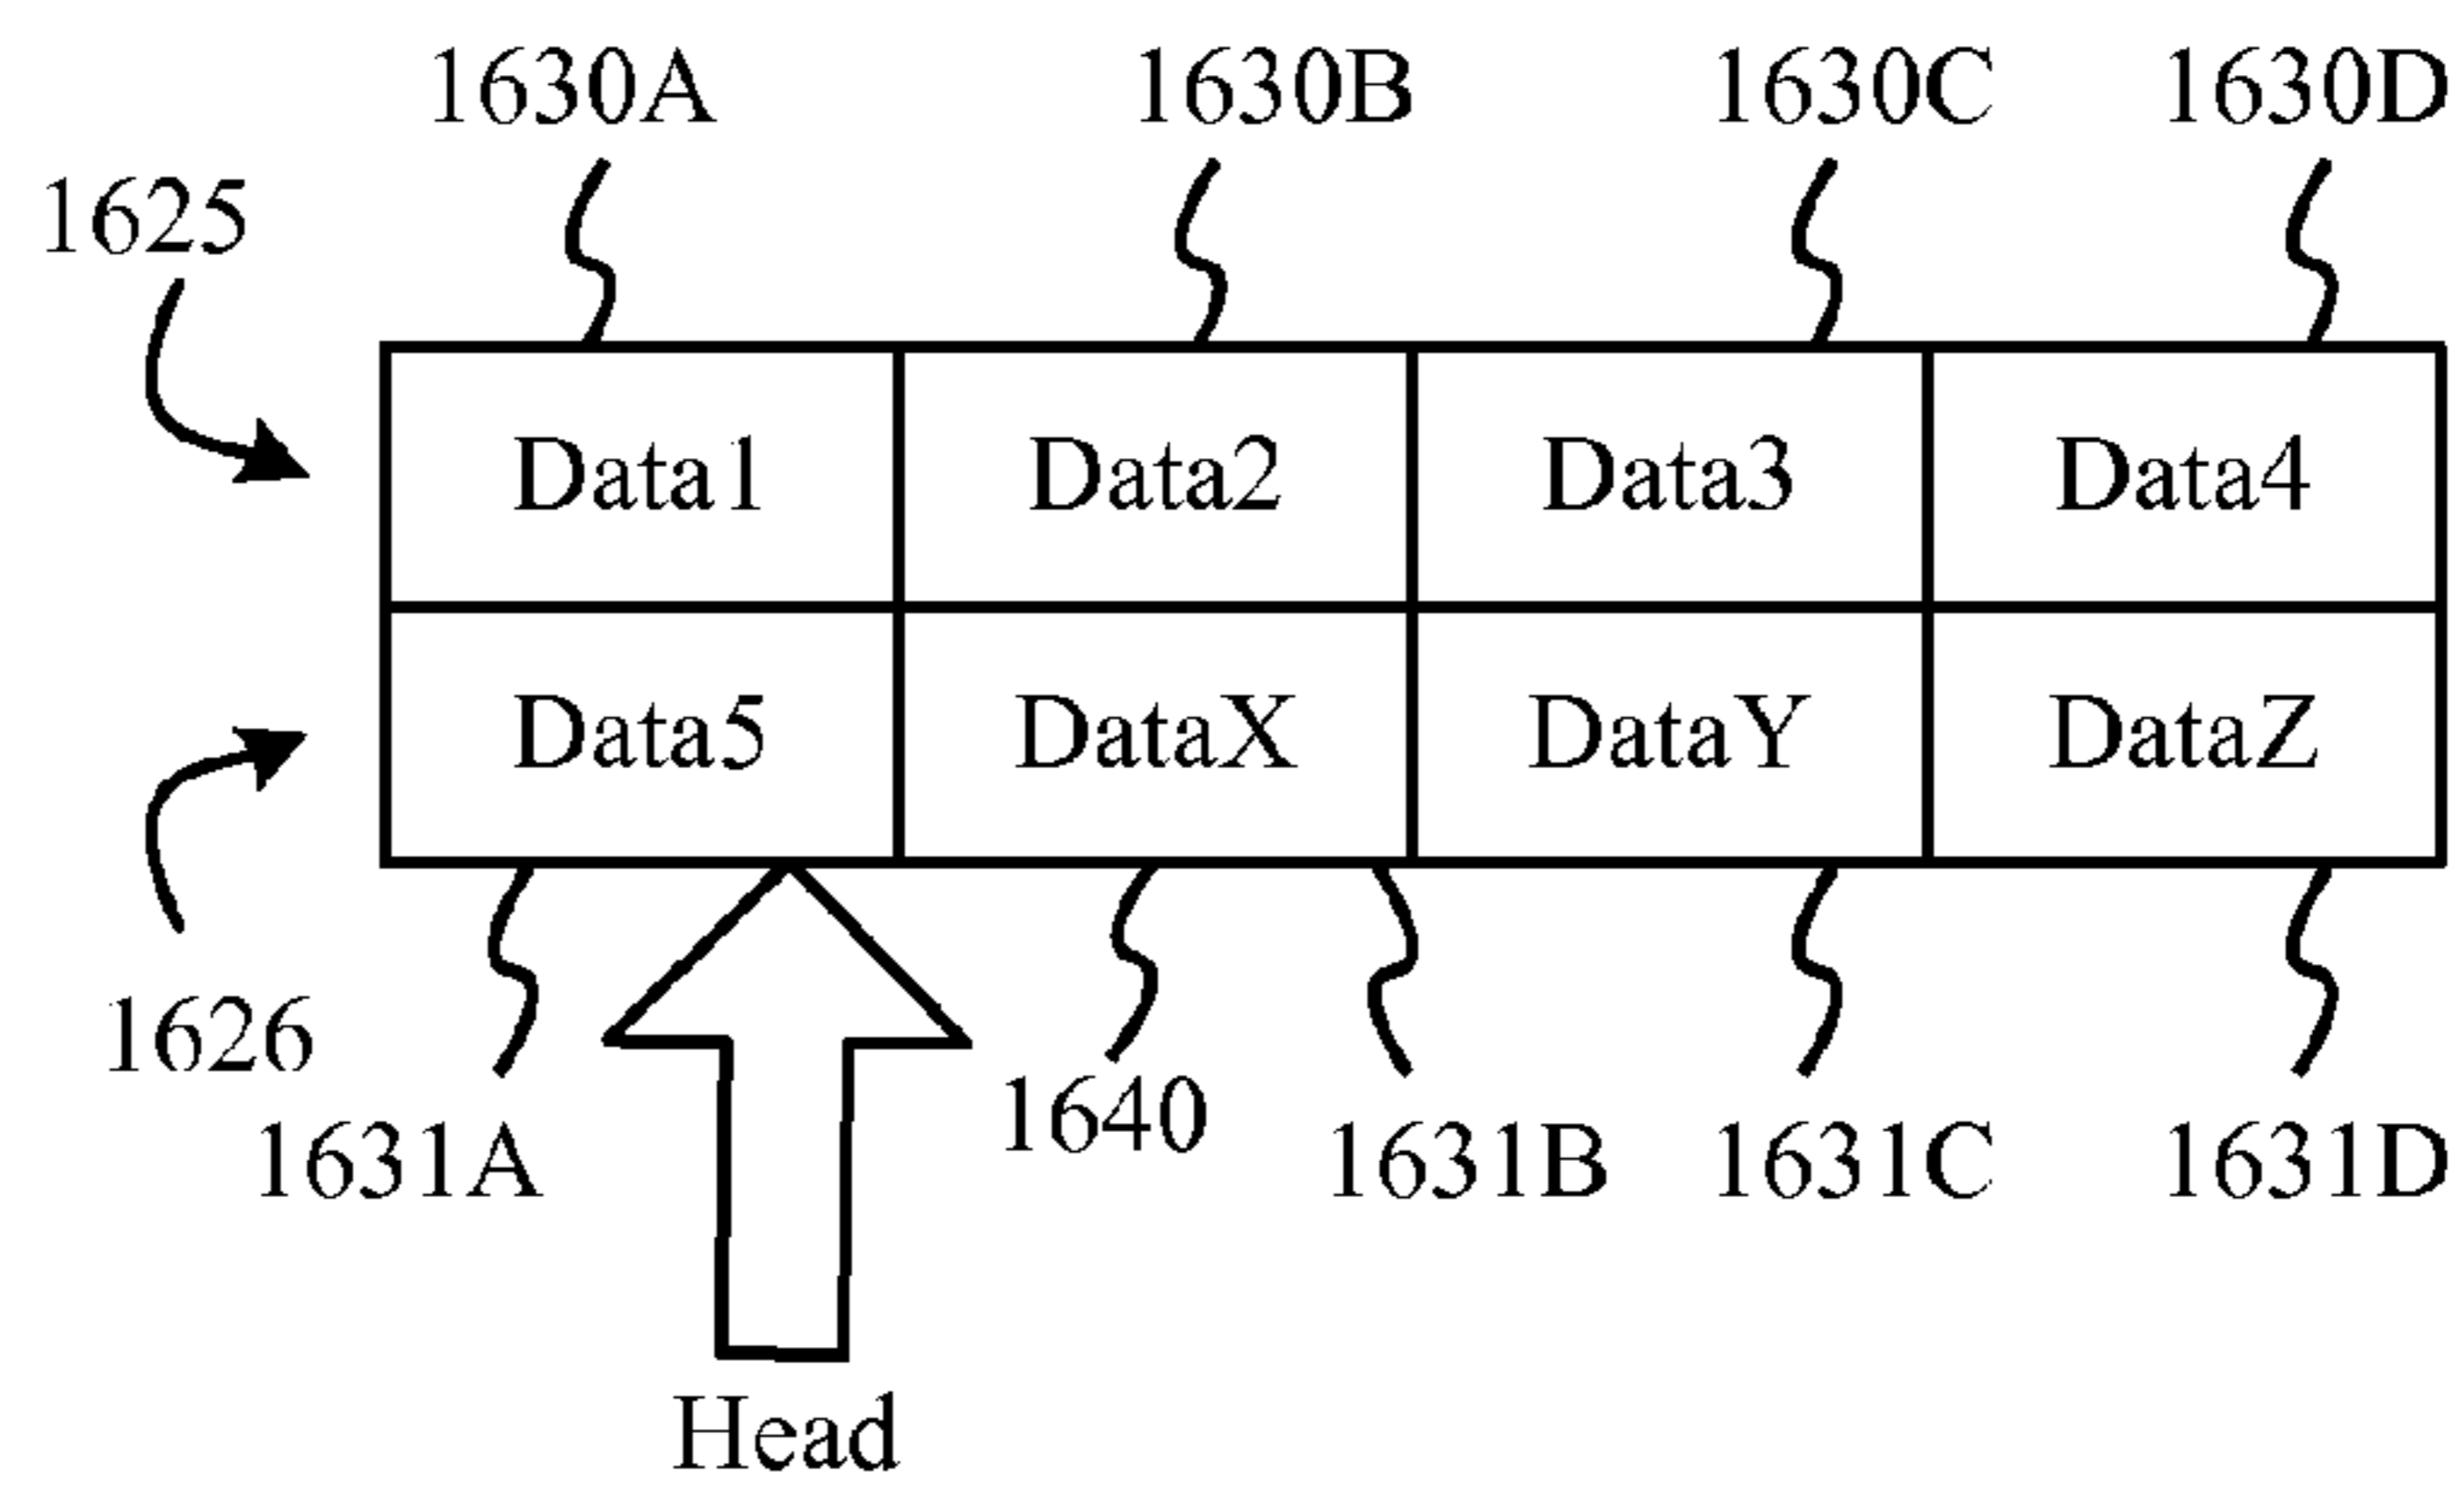 1630A 1630B 1630C 1630D
1625
Data1 Data2 Data3 Data4
Data5 DataX DataY DataZ
1626
1631A 1640 1631B 1631C 1631D
Head